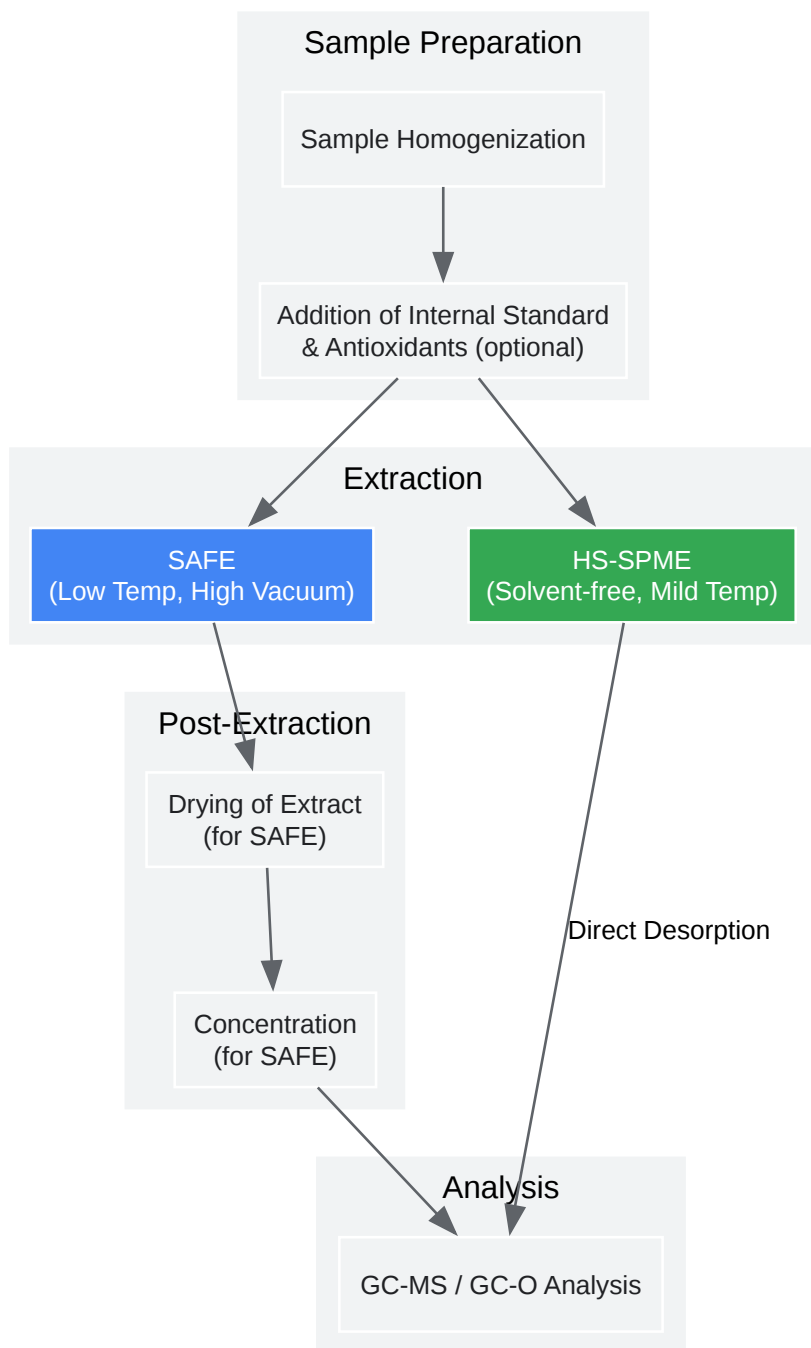 Sample Preparation
Sample Homogenization
Addition of Internal Standard
& Antioxidants (optional)
Extraction
SAFE
(Low Temp, High Vacuum)
HS-SPME
(Solvent-free, Mild Temp)
Post-Extraction
Drying of Extract
(for SAFE)
Direct Desorption
Concentration
(for SAFE)
Analysis
GC-MS / GC-O Analysis